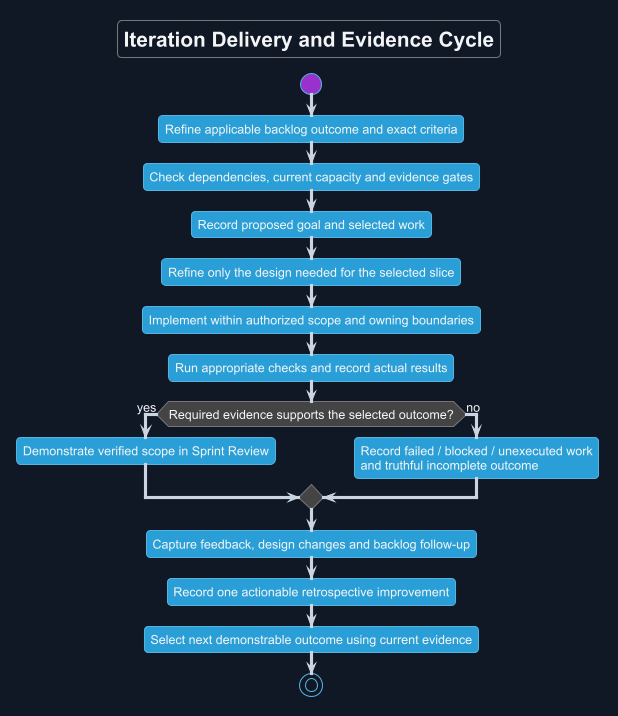 Iteration Delivery and Evidence Cycle
Refine applicable backlog outcome and exact criteria
Check dependencies, current capacity and evidence gates
Record proposed goal and selected work
Refine only the design needed for the selected slice
Implement within authorized scope and owning boundaries
Run appropriate checks and record actual results
Required evidence supports the selected outcome?
yes
no
Demonstrate verified scope in Sprint Review
Record failed / blocked / unexecuted work
and truthful incomplete outcome
Capture feedback, design changes and backlog follow-up
Record one actionable retrospective improvement
Select next demonstrable outcome using current evidence